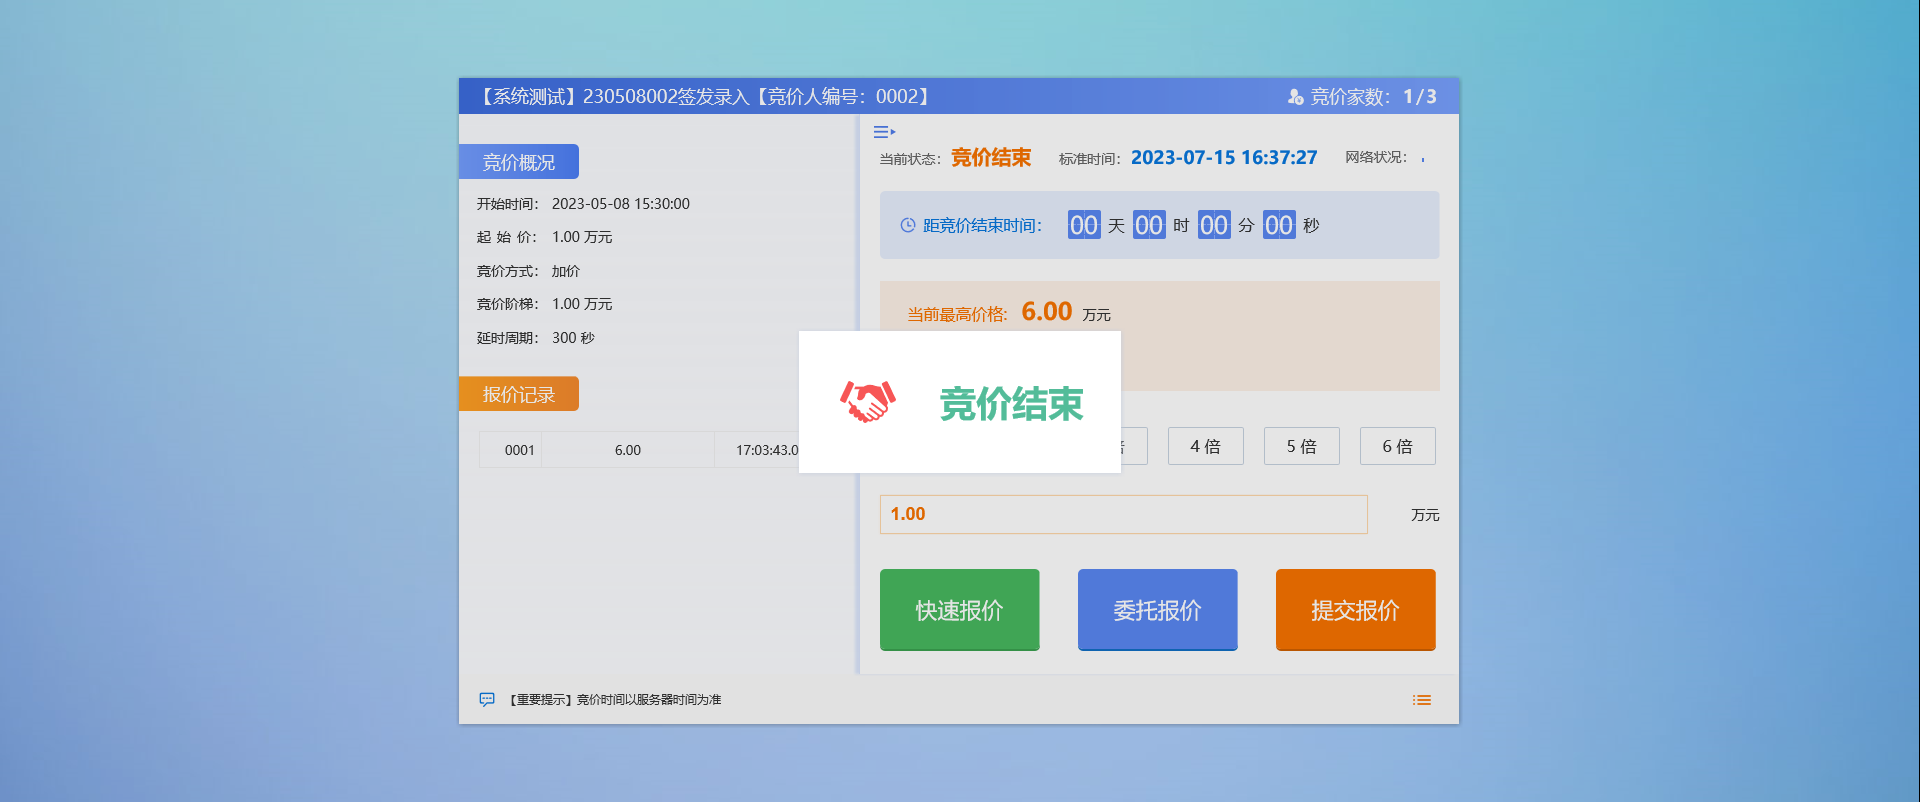 【系统测试】230508002签发录入【竞价人编号：0002】
竞价家数：1/3
竞价概况
开始时间： 2023-05-08 15:30:00
起 始 价： 1.00 万元
竞价方式： 加价
竞价阶梯： 1.00 万元
延时周期： 300 秒
报价记录
0001 6.00 17:03:43.0
当前状态：竞价结束 标准时间：2023-07-15 16:37:27 网络状况：
距竞价结束时间： 00 天 00 时 00 分 00 秒
当前最高价格: 6.00 万元
竞价结束
4 倍 5 倍 6 倍
1.00 万元
快速报价 委托报价 提交报价
【重要提示】竞价时间以服务器时间为准